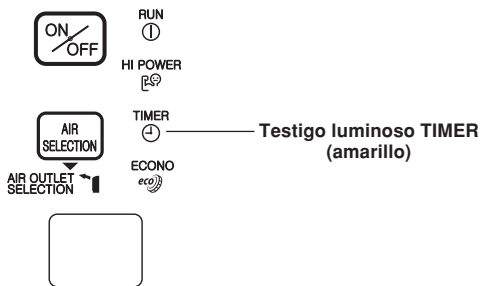 ON
OFF
RUN
HI POWER
AIR
SELECTION
TIMER
Testigo luminoso TIMER
(amarillo)
AIR OUTLET
SELECTION
ECONO
eco